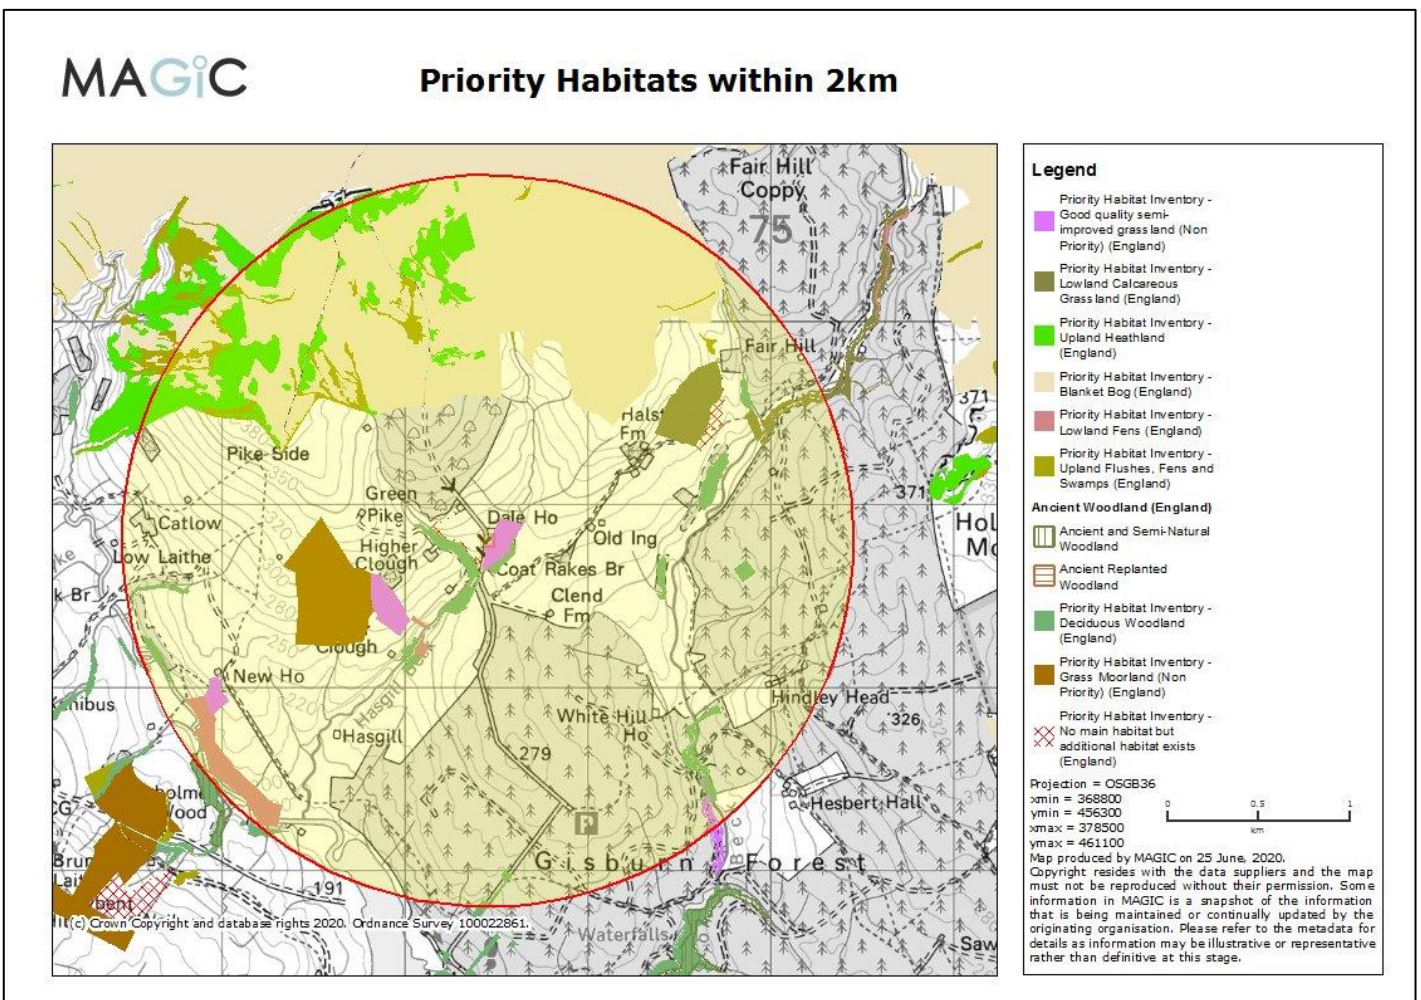 MAGiC
Priority Habitats within 2km
Fair Hill
Coppy
75
Fair Hill
371
Hals
Fm
Pike Side
371
Green
Pike
Dale Ho
Hol
Catlow
Old Ing
Higher
Clough
Low Laithe
Coat Rakes Br
k Br
Clend
Fm
Clough
New Ho
Hindley Head
326
White Hill
Ho
Hasgill
279
Hesbert Hall
Gisburn Forest
191
(c) Crown Copyright and database rights 2020. Ordnance Survey 100022861.
Waterfalls
Saw
Legend
Priority Habitat Inventory -
Good quality semi-
improved grassland (Non
Priority) (England)
Priority Habitat Inventory -
Lowland Calcareous
Grassland (England)
Priority Habitat Inventory -
Upland Heathland
(England)
Priority Habitat Inventory -
Blanket Bog (England)
Priority Habitat Inventory -
Lowland Fens (England)
Priority Habitat Inventory -
Upland Flushes, Fens and
Swamps (England)
Ancient Woodland (England)
Ancient and Semi-Natural
Woodland
Ancient Replanted
Woodland
Priority Habitat Inventory -
Deciduous Woodland
(England)
Priority Habitat Inventory -
Grass Moorland (Non
Priority) (England)
Priority Habitat Inventory -
No main habitat but
additional habitat exists
(England)
Projection = OSGB36
xmin = 368800
ymin = 456300
xmax = 378500
ymax = 461100
0 0.5 1
km
Map produced by MAGIC on 25 June, 2020.
Copyright resides with the data suppliers and the map
must not be reproduced without their permission. Some
information in MAGIC is a snapshot of the information
that is being maintained or continually updated by the
originating organisation. Please refer to the metadata for
details as information may be illustrative or representative
rather than definitive at this stage.